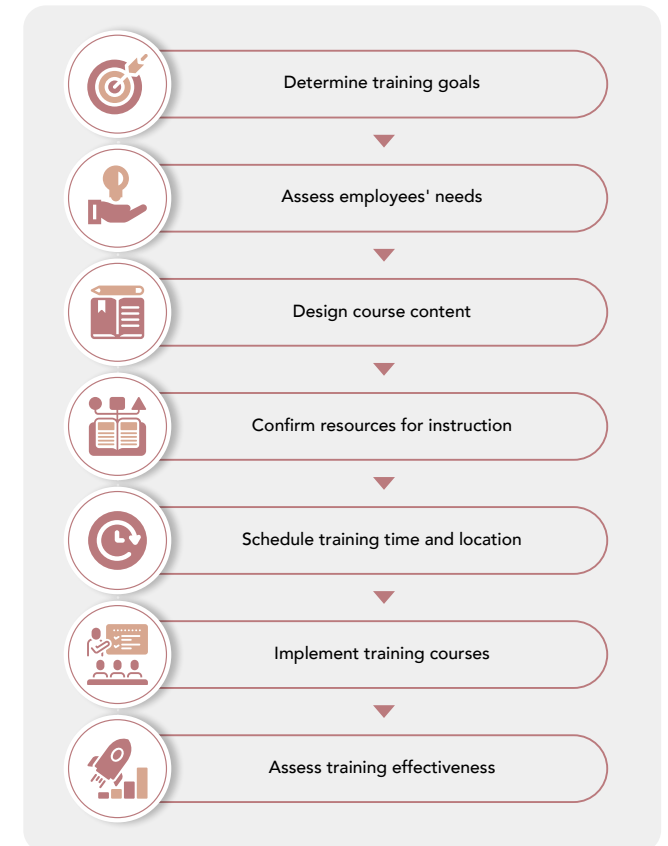 Determine training goals
Assess employees' needs
Design course content
Confirm resources for instruction
Schedule training time and location
Implement training courses
Assess training effectiveness